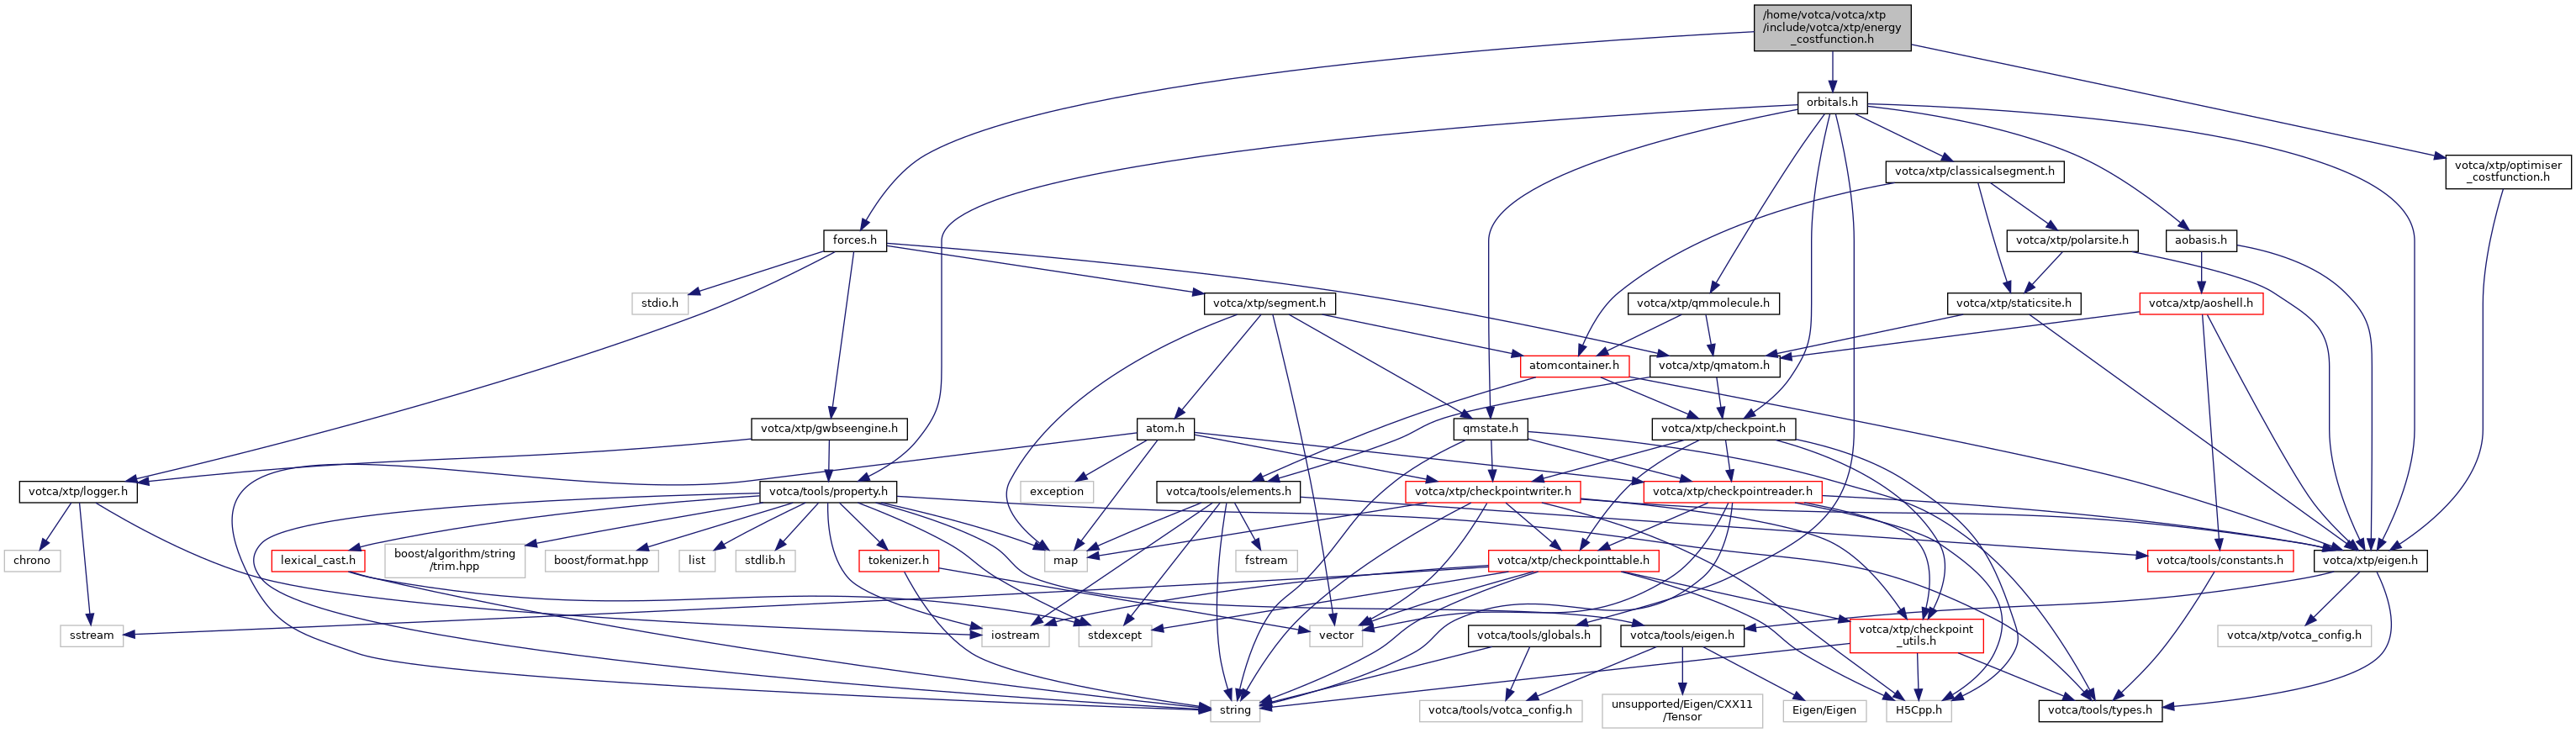 /home/votca/votca/xtp
/include/votca/xtp/energy
_costfunction.h
orbitals.h
votca/xtp/optimiser
_costfunction.h
votca/xtp/classicalsegment.h
forces.h
votca/xtp/polarsite.h
aobasis.h
stdio.h
votca/xtp/segment.h
votca/xtp/qmmolecule.h
votca/xtp/staticsite.h
votca/xtp/aoshell.h
atomcontainer.h
votca/xtp/qmatom.h
votca/xtp/gwbseengine.h
atom.h
qmstate.h
votca/xtp/checkpoint.h
votca/xtp/logger.h
votca/tools/property.h
exception
votca/tools/elements.h
votca/xtp/checkpointwriter.h
votca/xtp/checkpointreader.h
chrono
lexical_cast.h
boost/algorithm/string
/trim.hpp
boost/format.hpp
list
stdlib.h
tokenizer.h
map
fstream
votca/xtp/checkpointtable.h
votca/tools/constants.h
votca/xtp/eigen.h
sstream
iostream
stdexcept
vector
votca/tools/globals.h
votca/tools/eigen.h
votca/xtp/checkpoint
_utils.h
votca/xtp/votca_config.h
string
votca/tools/votca_config.h
unsupported/Eigen/CXX11
/Tensor
Eigen/Eigen
H5Cpp.h
votca/tools/types.h